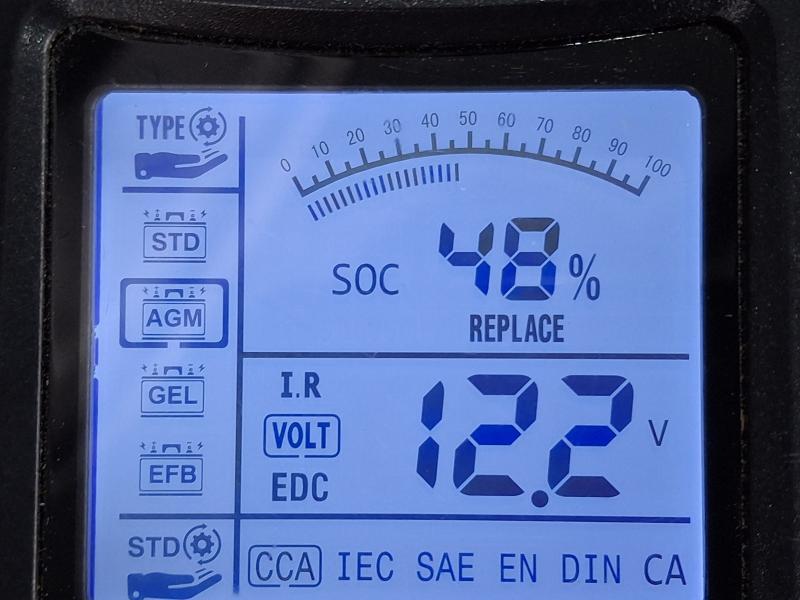 TYPE
STD
AGM
GEL
EFB
STD
0 10 20 30 40 50 60 70 80 90 100
SOC 48%
REPLACE
I.R
VOLT
EDC
12.2 V
CCA IEC SAE EN DIN CA